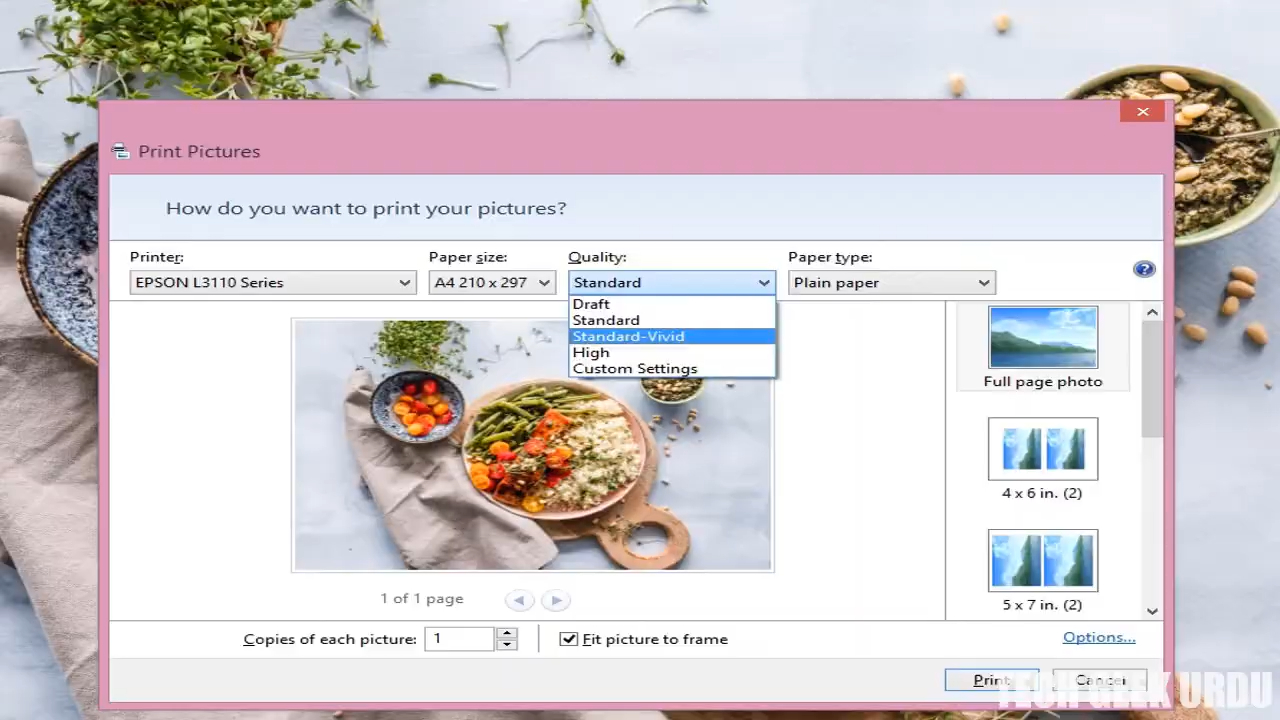 Print Pictures
How do you want to print your pictures?
Printer: Paper size: Quality: Paper type:
EPSON L3110 Series A4 210 x 297 Standard Plain paper
Draft
Standard
Standard-Vivid
High
Custom Settings
Full page photo
4 x 6 in. (2)
5 x 7 in. (2)
1 of 1 page
Copies of each picture: 1 Fit picture to frame Options...
Print Cancel
TECH GEEK URDU